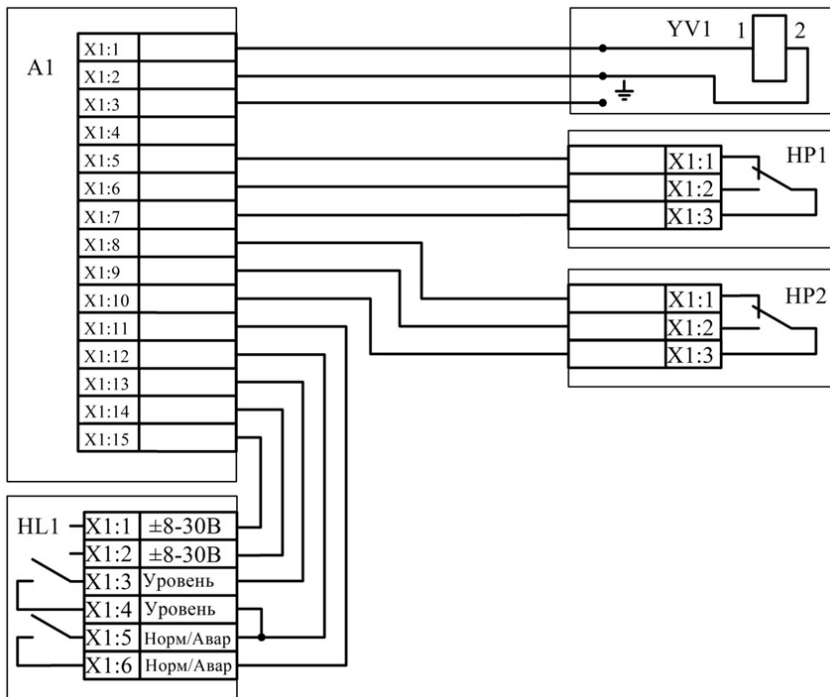 A1
X1:1
X1:2
X1:3
X1:4
X1:5
X1:6
X1:7
X1:8
X1:9
X1:10
X1:11
X1:12
X1:13
X1:14
X1:15
YV1 1 2
HP1
X1:1
X1:2
X1:3
HP2
X1:1
X1:2
X1:3
HL1
X1:1 ±8-30В
X1:2 ±8-30В
X1:3 Уровень
X1:4 Уровень
X1:5 Норм/Авар
X1:6 Норм/Авар